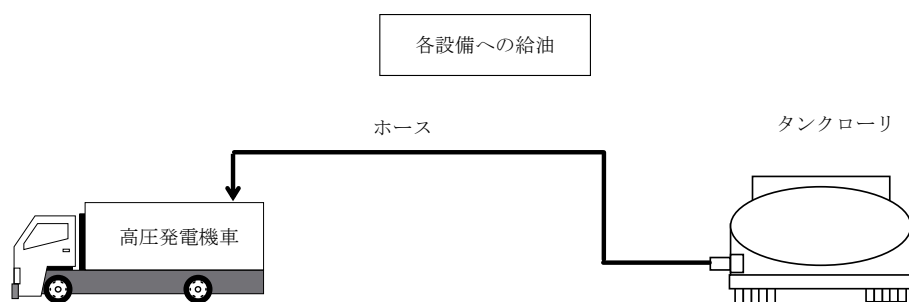 各設備への給油
ホース
タンクローリ
高圧発電機車